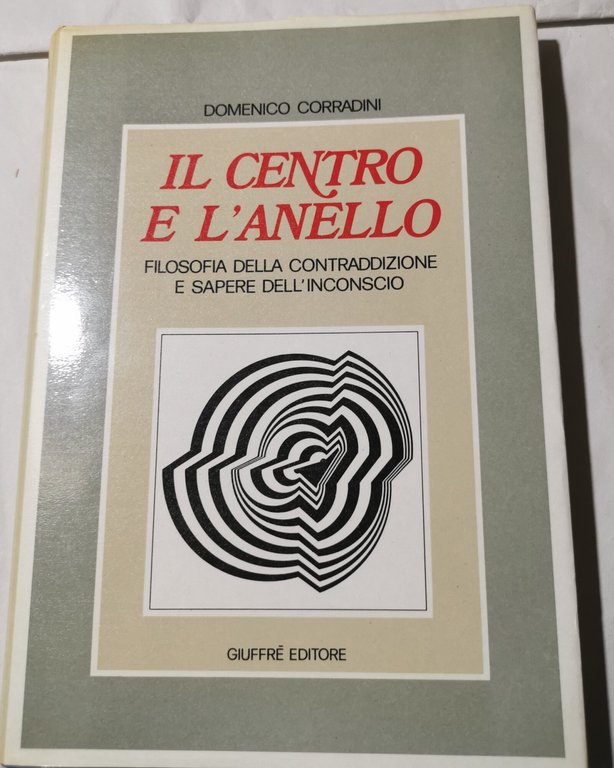 DOMENICO CORRADINI
IL CENTRO
E L'ANELLO
FILOSOFIA DELLA CONTRADDIZIONE
E SAPERE DELL'INCONSCIO
GIUFFRÈ EDITORE